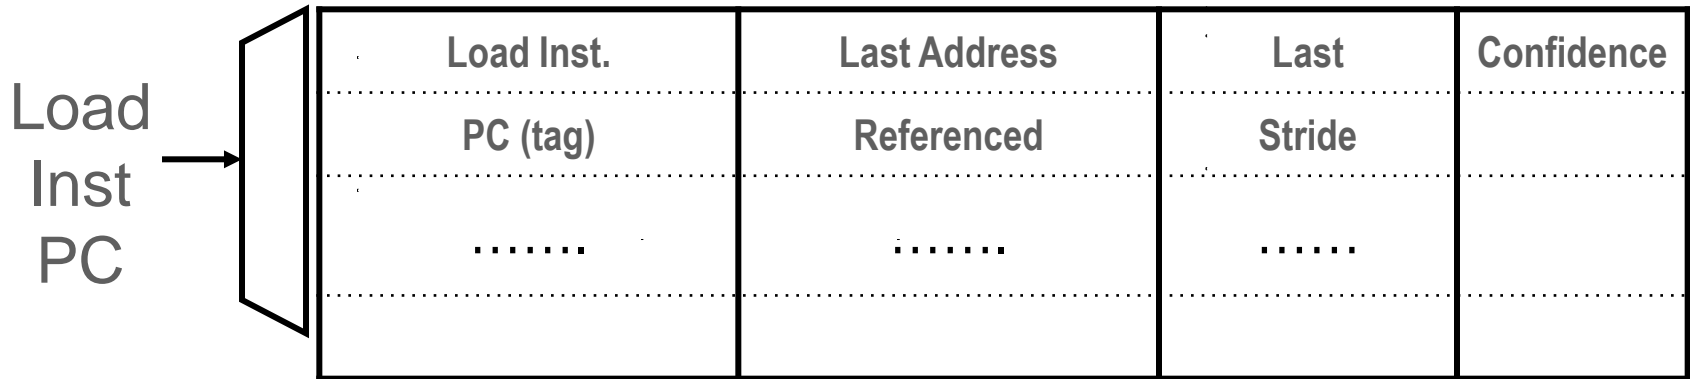 Load
Inst
PC
Load Inst. Last Address Last Confidence
PC (tag) Referenced Stride
....... ....... ......